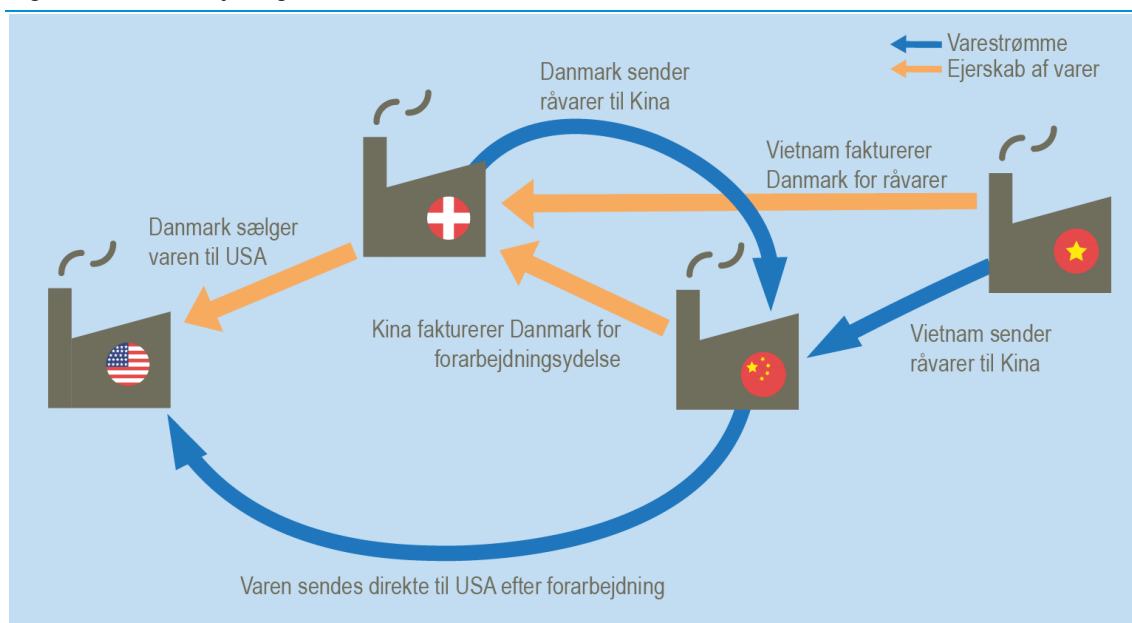 Varestrømme
Ejerskab af varer
Danmark sender
råvarer til Kina
Vietnam fakturerer
Danmark for råvarer
Danmark sælger
varen til USA
Kina fakturerer Danmark for
forarbejdningsydelse
Vietnam sender
råvarer til Kina
Varen sendes direkte til USA efter forarbejdning